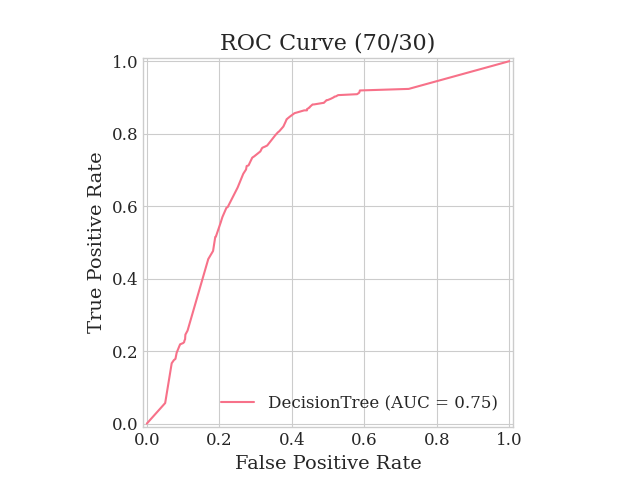 ROC Curve (70/30)
True Positive Rate
1.0
0.8
0.6
0.4
0.2
0.0
DecisionTree (AUC = 0.75)
0.0 0.2 0.4 0.6 0.8 1.0
False Positive Rate